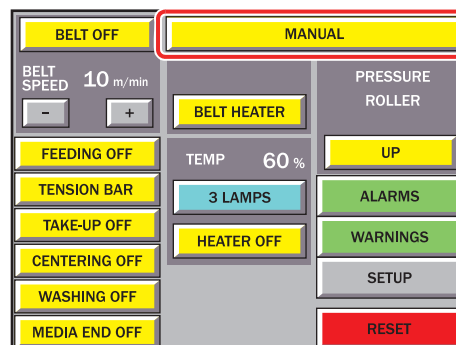 BELT OFF
MANUAL
BELT SPEED 10 m/min
- +
PRESSURE
ROLLER
BELT HEATER
UP
TEMP 60 %
3 LAMPS
HEATER OFF
FEEDING OFF
TENSION BAR
TAKE-UP OFF
CENTERING OFF
WASHING OFF
MEDIA END OFF
ALARMS
WARNINGS
SETUP
RESET